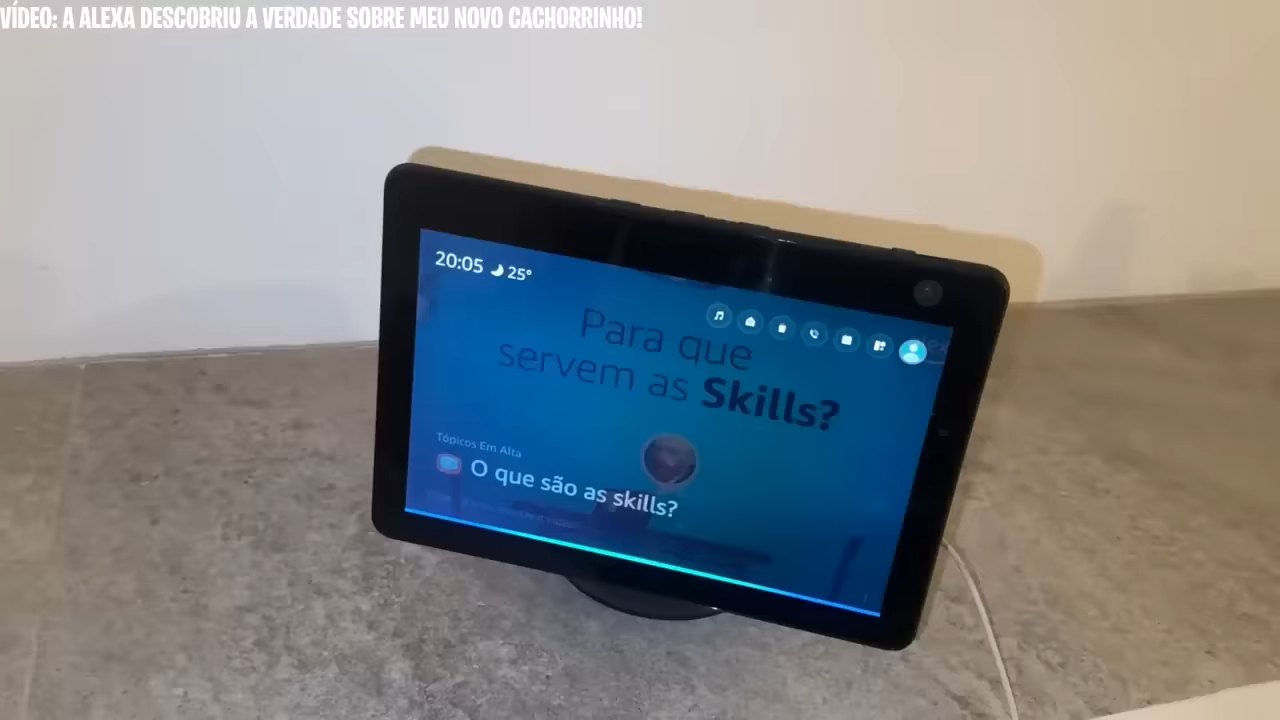 VÍDEO: A ALEXA DESCOBRIU A VERDADE SOBRE MEU NOVO CACHORRINHO!
20:05 25°
Para que
servem as Skills?
Tópicos Em Alta
O que são as skills?